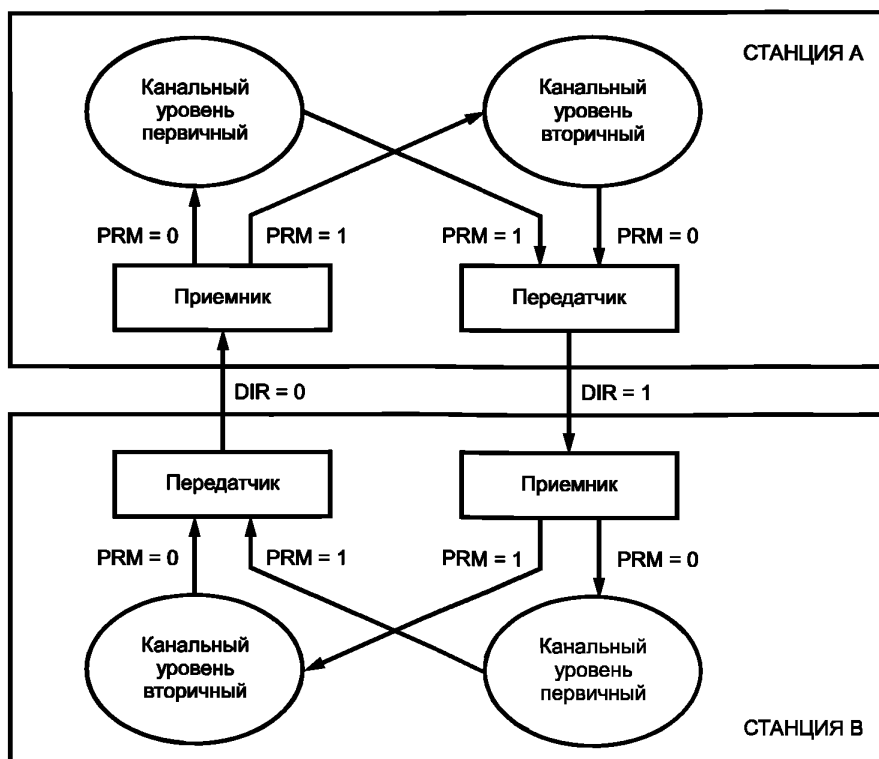 СТАНЦИЯ А
Канальный
уровень
первичный
Канальный
уровень
вторичный
PRM = 0
PRM = 1
PRM = 1
PRM = 0
Приемник
Передатчик
DIR = 0
DIR = 1
Передатчик
Приемник
PRM = 0
PRM = 1
PRM = 1
PRM = 0
Канальный
уровень
вторичный
Канальный
уровень
первичный
СТАНЦИЯ В